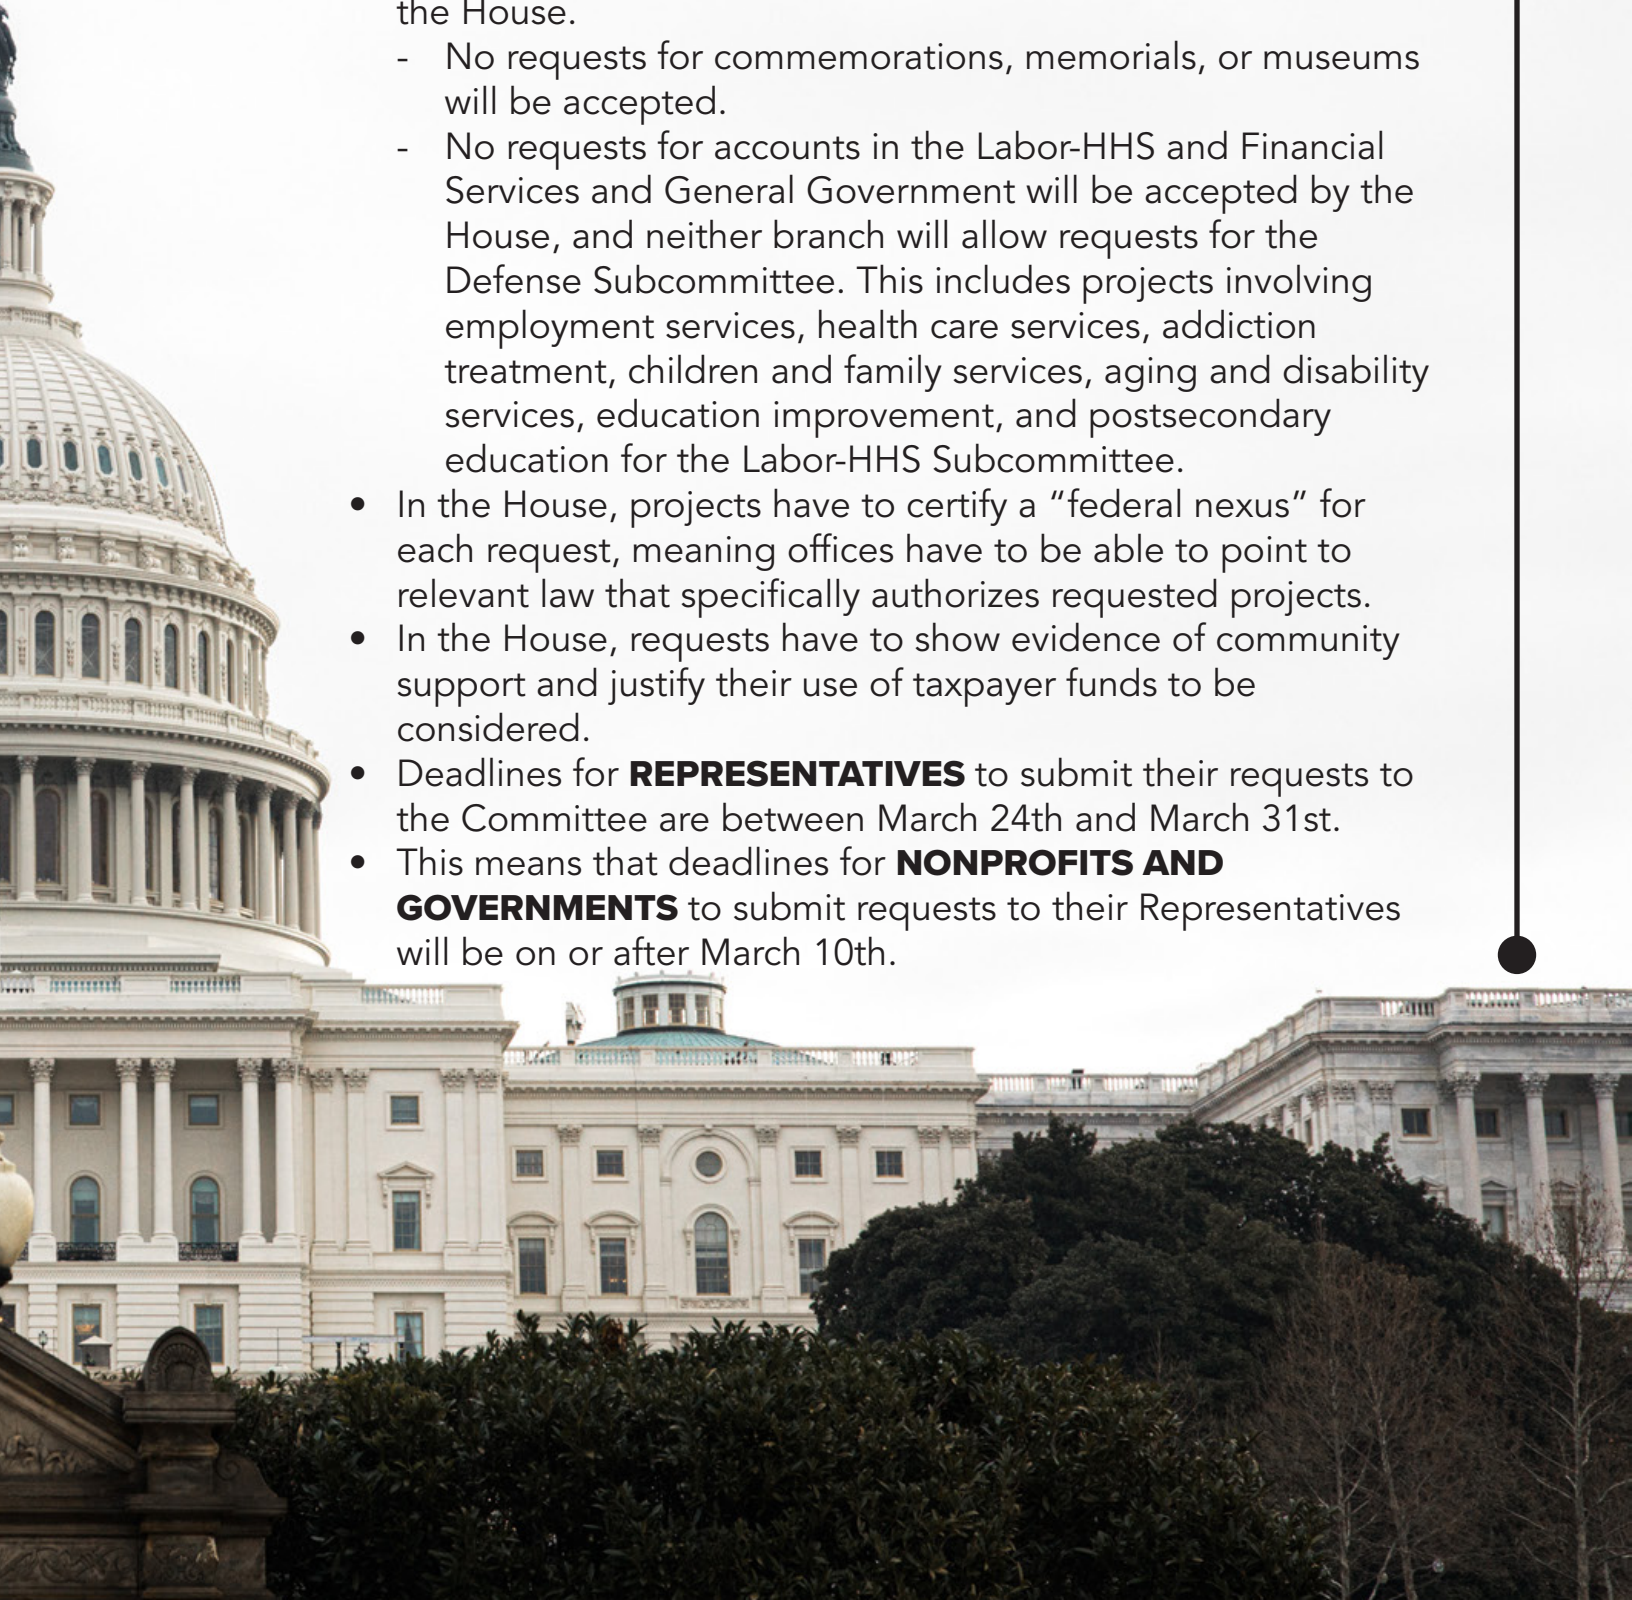 the House.
- No requests for commemorations, memorials, or museums
will be accepted.
- No requests for accounts in the Labor-HHS and Financial
Services and General Government will be accepted by the
House, and neither branch will allow requests for the
Defense Subcommittee. This includes projects involving
employment services, health care services, addiction
treatment, children and family services, aging and disability
services, education improvement, and postsecondary
education for the Labor-HHS Subcommittee.
• In the House, projects have to certify a “federal nexus” for
each request, meaning offices have to be able to point to
relevant law that specifically authorizes requested projects.
• In the House, requests have to show evidence of community
support and justify their use of taxpayer funds to be
considered.
• Deadlines for REPRESENTATIVES to submit their requests to
the Committee are between March 24th and March 31st.
• This means that deadlines for NONPROFITS AND
GOVERNMENTS to submit requests to their Representatives
will be on or after March 10th.